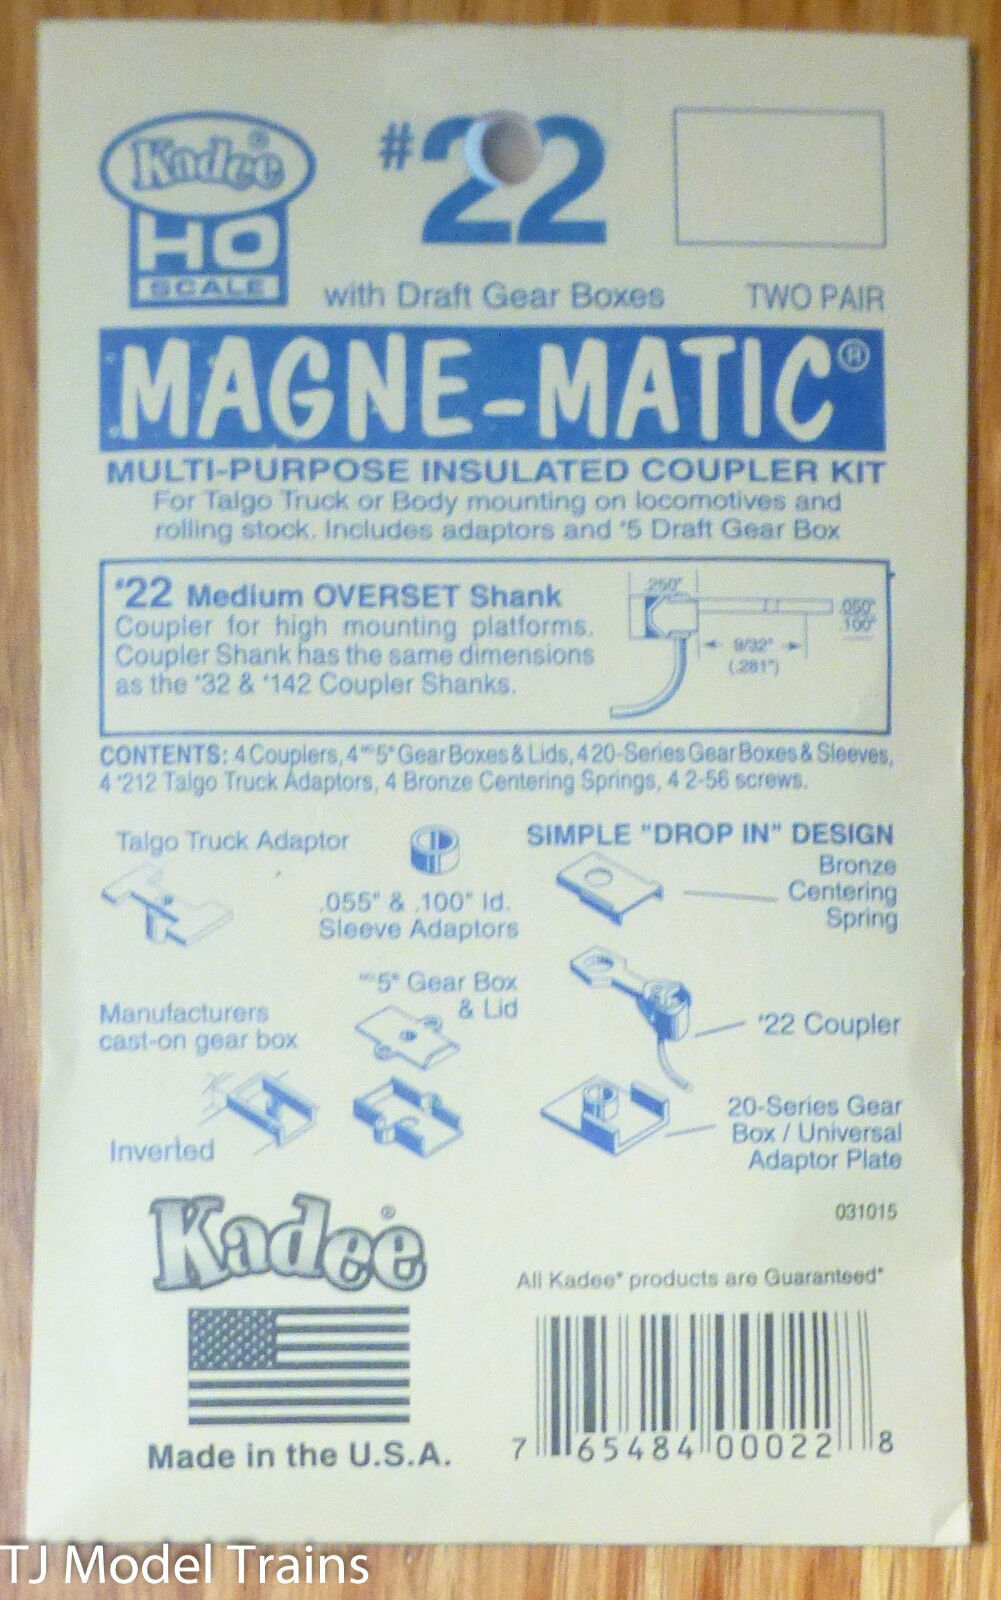 Kadee®
HO
SCALE
#22
with Draft Gear Boxes
TWO PAIR
MAGNE-MATIC®
MULTI-PURPOSE INSULATED COUPLER KIT
For Talgo Truck or Body mounting on locomotives and
rolling stock. Includes adaptors and #5 Draft Gear Box
#22 Medium OVERSET Shank
Coupler for high mounting platforms.
Coupler Shank has the same dimensions
as the #32 & #142 Coupler Shanks.
.250"
.050"
.100"
9/32"
(.281")
CONTENTS: 4 Couplers, 4 "NO 5" Gear Boxes & Lids, 4 20-Series Gear Boxes & Sleeves,
4 #212 Talgo Truck Adaptors, 4 Bronze Centering Springs, 4 2-56 screws.
Talgo Truck Adaptor
.055" & .100" Id.
Sleeve Adaptors
SIMPLE "DROP IN" DESIGN
Bronze
Centering
Spring
"NO 5" Gear Box
& Lid
Manufacturers
cast-on gear box
#22 Coupler
Inverted
20-Series Gear
Box / Universal
Adaptor Plate
031015
Kadee®
All Kadee® products are Guaranteed®
Made in the U.S.A.
7 65484 00022 8
TJ Model Trains